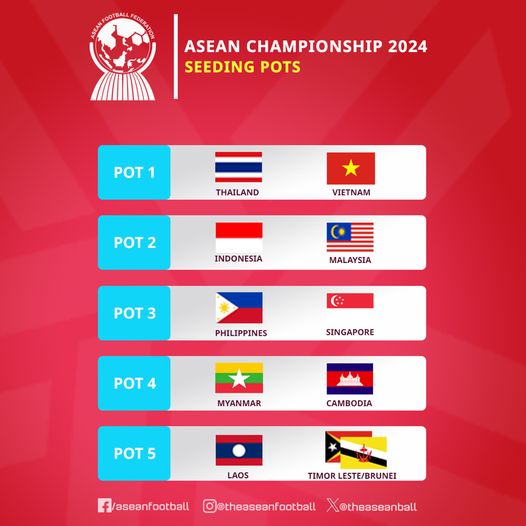 ASEAN FOOTBALL FEDERATION
ASEAN CHAMPIONSHIP 2024
SEEDING POTS
POT 1
THAILAND
VIETNAM
POT 2
INDONESIA
MALAYSIA
POT 3
PHILIPPINES
SINGAPORE
POT 4
MYANMAR
CAMBODIA
POT 5
LAOS
TIMOR LESTE/BRUNEI
/aseanfootball
@theaseanfootball
@theaseanball